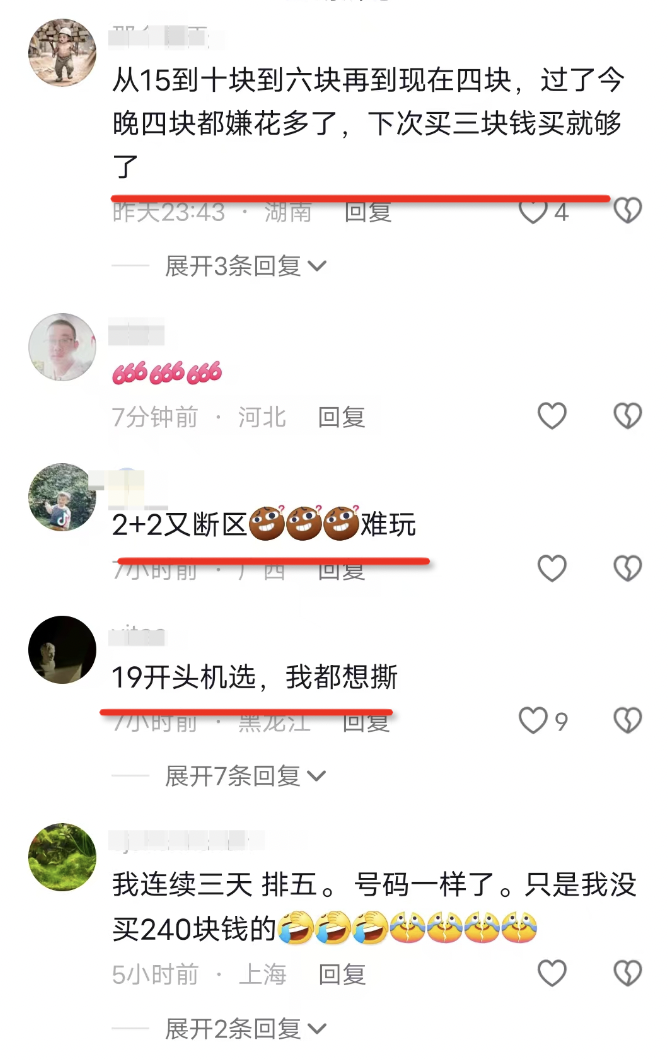 从15到十块到六块再到现在四块，过了今
晚四块都嫌花多了，下次买三块钱买就够
了
昨天23:43 · 湖南 回复 4
展开3条回复
666 666 666
7分钟前 · 河北 回复
2+2又断区难玩
7小时前 · 广西 回复
19开头机选，我都想撕
7小时前 · 黑龙江 回复 9
展开7条回复
我连续三天 排五。号码一样了。只是我没
买240块钱的
5小时前 · 上海 回复
展开2条回复